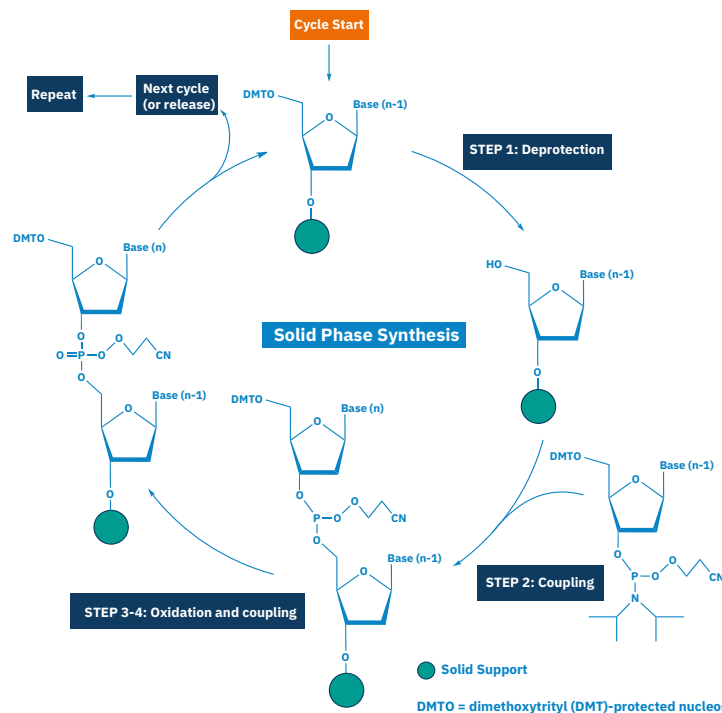 Cycle Start
DMTO
Base (n-1)
O
O
Repeat
Next cycle
(or release)
STEP 1: Deprotection
HO
Base (n-1)
O
O
DMTO
Base (n)
O
O
O=P-O
O
CN
O
Base (n-1)
O
O
Solid Phase Synthesis
DMTO
Base (n)
O
O
P-O
O
CN
O
Base (n-1)
O
O
DMTO
Base (n-1)
O
O
P-O
O
CN
N
STEP 2: Coupling
STEP 3-4: Oxidation and coupling
Solid Support
DMTO = dimethoxytrityl (DMT)-protected nucleo